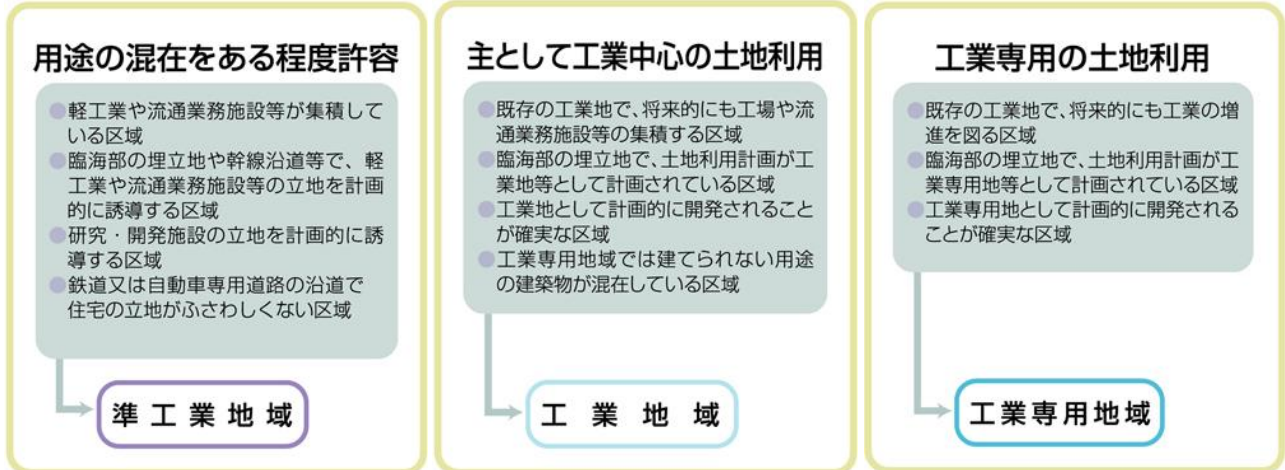 用途の混在をある程度許容
●軽工業や流通業務施設等が集積して
いる区域
●臨海部の埋立地や幹線沿道等で、軽
工業や流通業務施設等の立地を計画
的に誘導する区域
●研究・開発施設の立地を計画的に誘
導する区域
●鉄道又は自動車専用道路の沿道で
住宅の立地がふさわしくない区域
準工業地域
主として工業中心の土地利用
●既存の工業地で、将来的にも工場や流
通業務施設等の集積する区域
●臨海部の埋立地で、土地利用計画が工
業地等として計画されている区域
●工業地として計画的に開発されること
が確実な区域
●工業専用地域では建てられない用途
の建築物が混在している区域
工業地域
工業専用の土地利用
●既存の工業地で、将来的にも工業の増
進を図る区域
●臨海部の埋立地で、土地利用計画が工
業専用地等として計画されている区域
●工業専用地として計画的に開発される
ことが確実な区域
工業専用地域